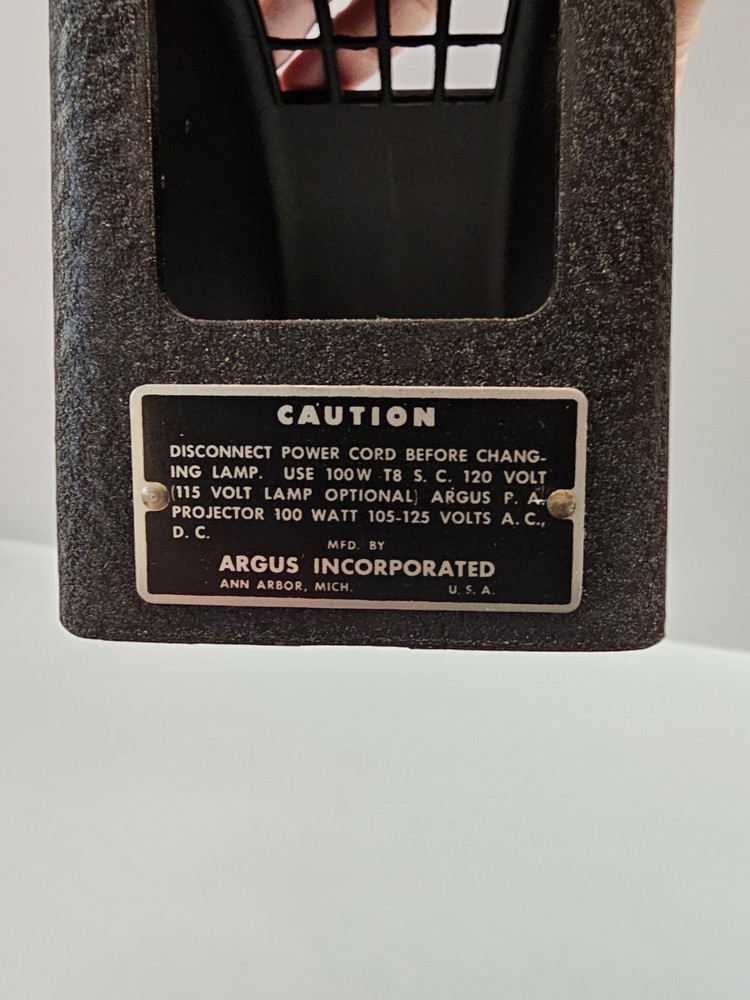 CAUTION
DISCONNECT POWER CORD BEFORE CHANG-
ING LAMP. USE 100W T8 S. C. 120 VOLT
(115 VOLT LAMP OPTIONAL) ARGUS P. A.
PROJECTOR 100 WATT 105-125 VOLTS A. C.,
D. C.
MFD. BY
ARGUS INCORPORATED
ANN ARBOR, MICH. U. S. A.